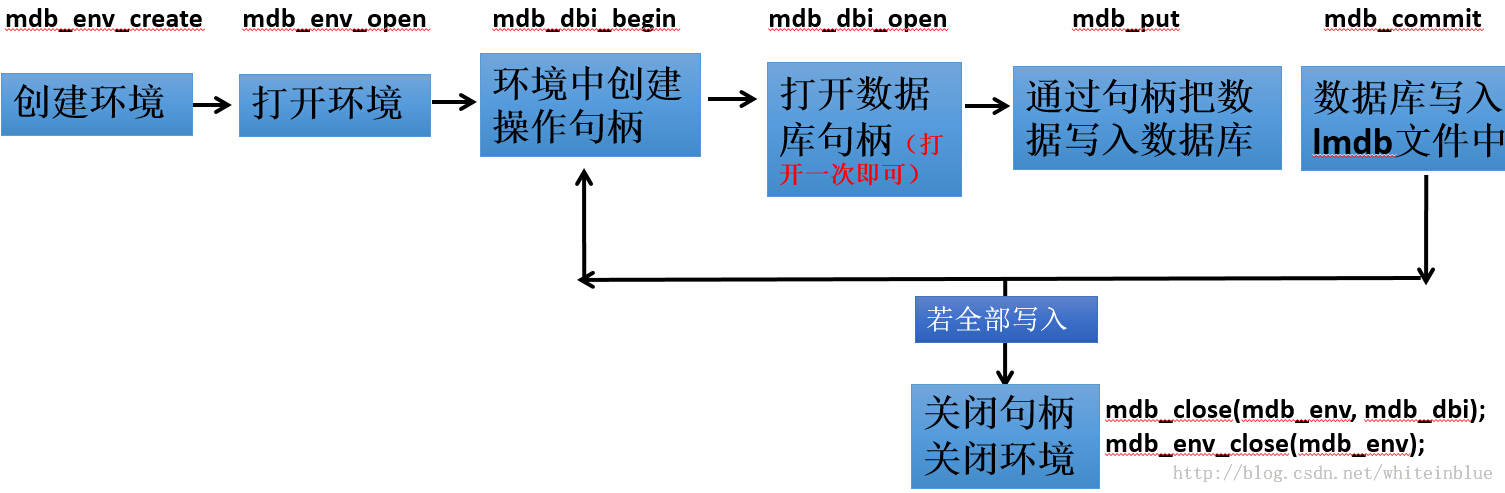 mdb_env_create
mdb_env_open
mdb_dbi_begin
mdb_dbi_open
mdb_put
mdb_commit
创建环境
打开环境
环境中创建
操作句柄
打开数据
库句柄（打
开一次即可）
通过句柄把数
据写入数据库
数据库写入
lmdb文件中
若全部写入
关闭句柄
关闭环境
mdb_close(mdb_env, mdb_dbi);
mdb_env_close(mdb_env);
http://blog.csdn.net/whiteinblue